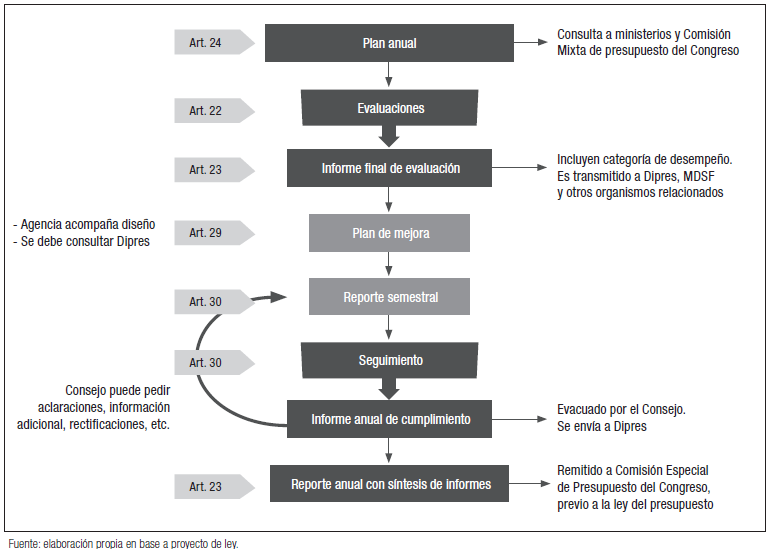 Art. 24
Plan anual
Consulta a ministerios y Comisión
Mixta de presupuesto del Congreso
Art. 22
Evaluaciones
Art. 23
Informe final de evaluación
Incluyen categoría de desempeño.
Es transmitido a Dipres, MDSF
y otros organismos relacionados
- Agencia acompaña diseño
- Se debe consultar Dipres
Art. 29
Plan de mejora
Art. 30
Reporte semestral
Art. 30
Seguimiento
Consejo puede pedir
aclaraciones, información
adicional, rectificaciones, etc.
Informe anual de cumplimiento
Evacuado por el Consejo.
Se envía a Dipres
Art. 23
Reporte anual con síntesis de informes
Remitido a Comisión Especial
de Presupuesto del Congreso,
previo a la ley del presupuesto
Fuente: elaboración propia en base a proyecto de ley.